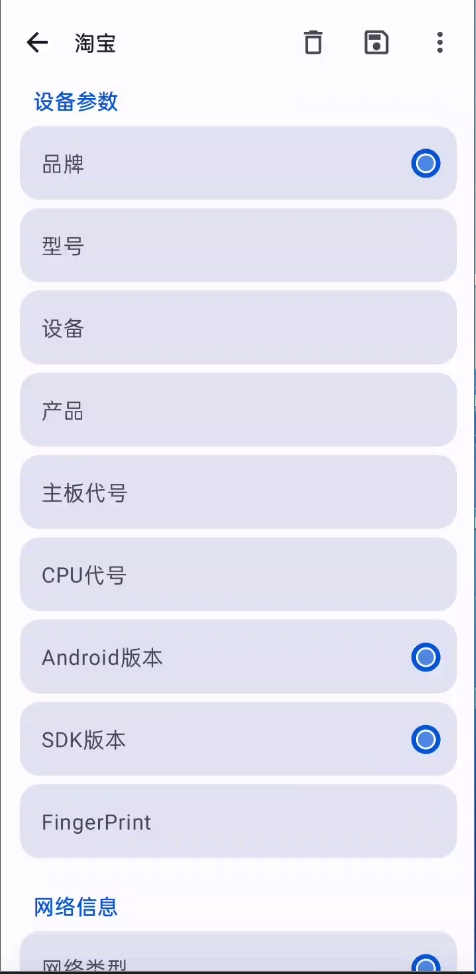 淘宝
设备参数
品牌
型号
设备
产品
主板代号
CPU代号
Android版本
SDK版本
FingerPrint
网络信息
网络类型